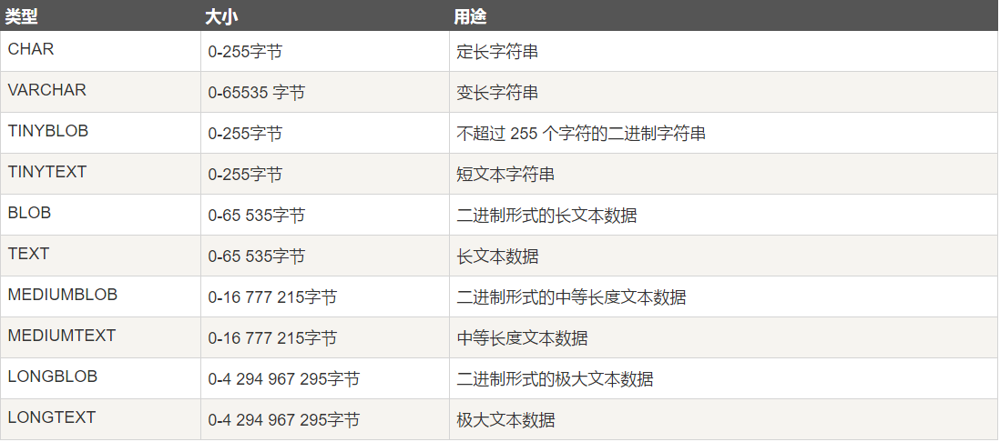 类型 大小 用途
CHAR 0-255字节 定长字符串
VARCHAR 0-65535 字节 变长字符串
TINYBLOB 0-255字节 不超过 255 个字符的二进制字符串
TINYTEXT 0-255字节 短文本字符串
BLOB 0-65 535字节 二进制形式的长文本数据
TEXT 0-65 535字节 长文本数据
MEDIUMBLOB 0-16 777 215字节 二进制形式的中等长度文本数据
MEDIUMTEXT 0-16 777 215字节 中等长度文本数据
LONGBLOB 0-4 294 967 295字节 二进制形式的极大文本数据
LONGTEXT 0-4 294 967 295字节 极大文本数据